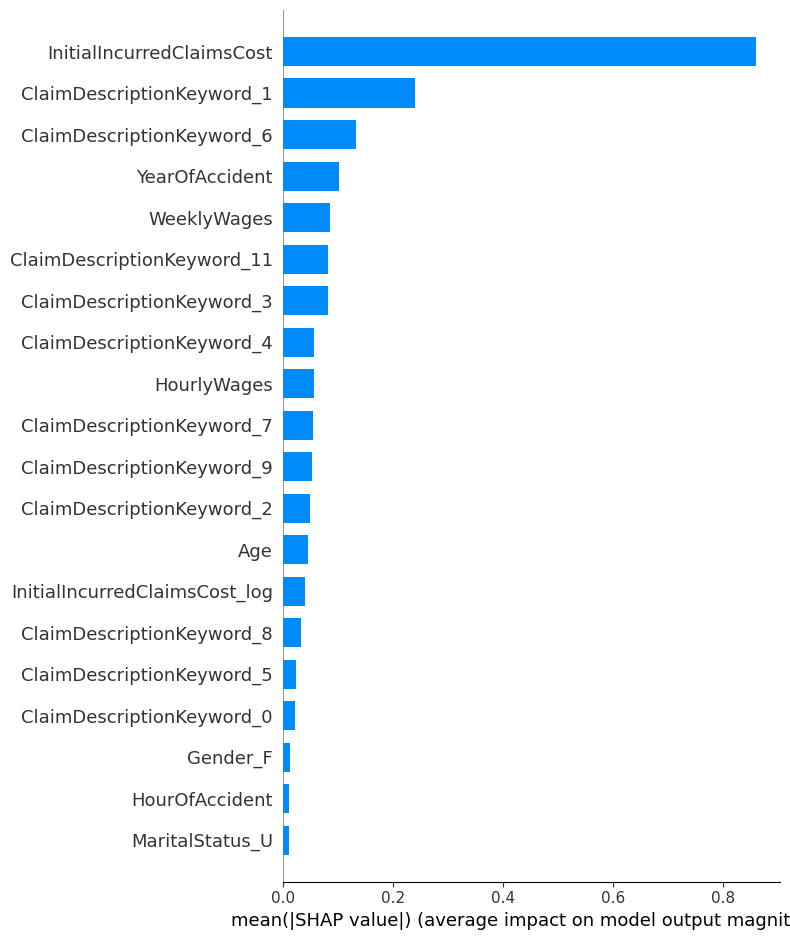 InitialIncurredClaimsCost
ClaimDescriptionKeyword_1
ClaimDescriptionKeyword_6
YearOfAccident
WeeklyWages
ClaimDescriptionKeyword_11
ClaimDescriptionKeyword_3
ClaimDescriptionKeyword_4
HourlyWages
ClaimDescriptionKeyword_7
ClaimDescriptionKeyword_9
ClaimDescriptionKeyword_2
Age
InitialIncurredClaimsCost_log
ClaimDescriptionKeyword_8
ClaimDescriptionKeyword_5
ClaimDescriptionKeyword_0
Gender_F
HourOfAccident
MaritalStatus_U
0.0 0.2 0.4 0.6 0.8
mean(|SHAP value|) (average impact on model output magnit